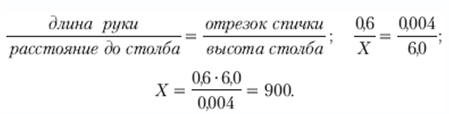 длина руки / расстояние до столба = отрезок спички / высота столба ; 0,6 / X = 0,004 / 6,0 ;
X = 0,6 · 6,0 / 0,004 = 900.